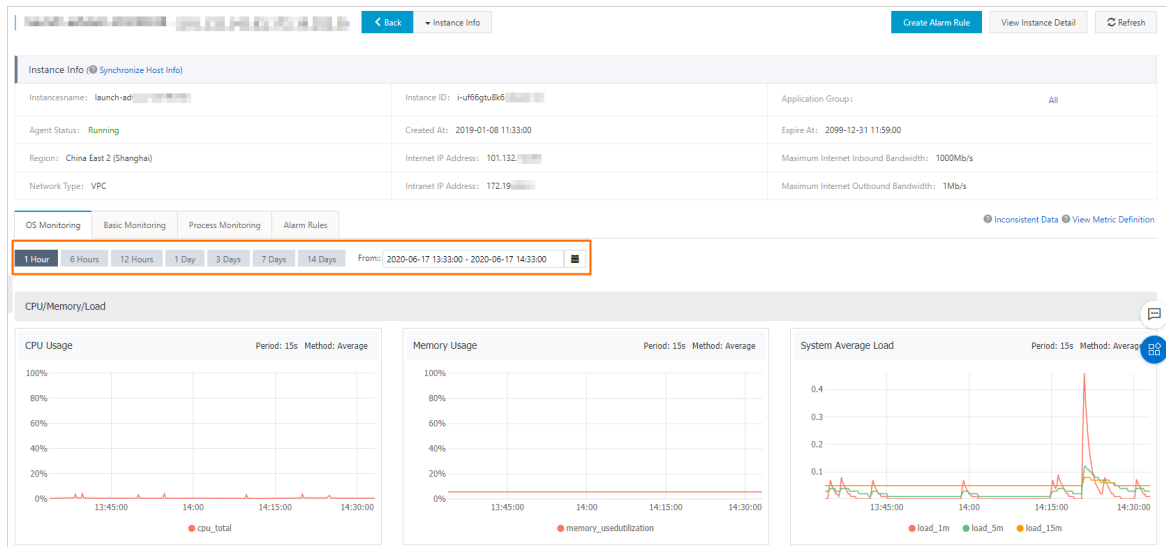 Back
Instance Info
Create Alarm Rule
View Instance Detail
Refresh
Instance Info ( Synchronize Host Info)
Instancesname: launch-ad
Instance ID: i-uf66gtu8k6
Application Group:
All
Agent Status: Running
Created At: 2019-01-08 11:33:00
Expire At: 2099-12-31 11:59:00
Region: China East 2 (Shanghai)
Internet IP Address: 101.132.
Maximum Internet Inbound Bandwidth: 1000Mb/s
Network Type: VPC
Intranet IP Address: 172.19
Maximum Internet Outbound Bandwidth: 1Mb/s
OS Monitoring
Basic Monitoring
Process Monitoring
Alarm Rules
Inconsistent Data
View Metric Definition
1 Hour
6 Hours
12 Hours
1 Day
3 Days
7 Days
14 Days
From: 2020-06-17 13:33:00 - 2020-06-17 14:33:00
CPU/Memory/Load
CPU Usage
Period: 15s Method: Average
100%
80%
60%
40%
20%
0%
13:45:00
14:00
14:15:00
14:30:00
cpu_total
Memory Usage
Period: 15s Method: Average
100%
80%
60%
40%
20%
0%
13:45:00
14:00
14:15:00
14:30:00
memory_usedutilization
System Average Load
Period: 15s Method: Averag
0.4
0.3
0.2
0.1
13:45:00
14:00
14:15:00
14:30:00
load_1m
load_5m
load_15m